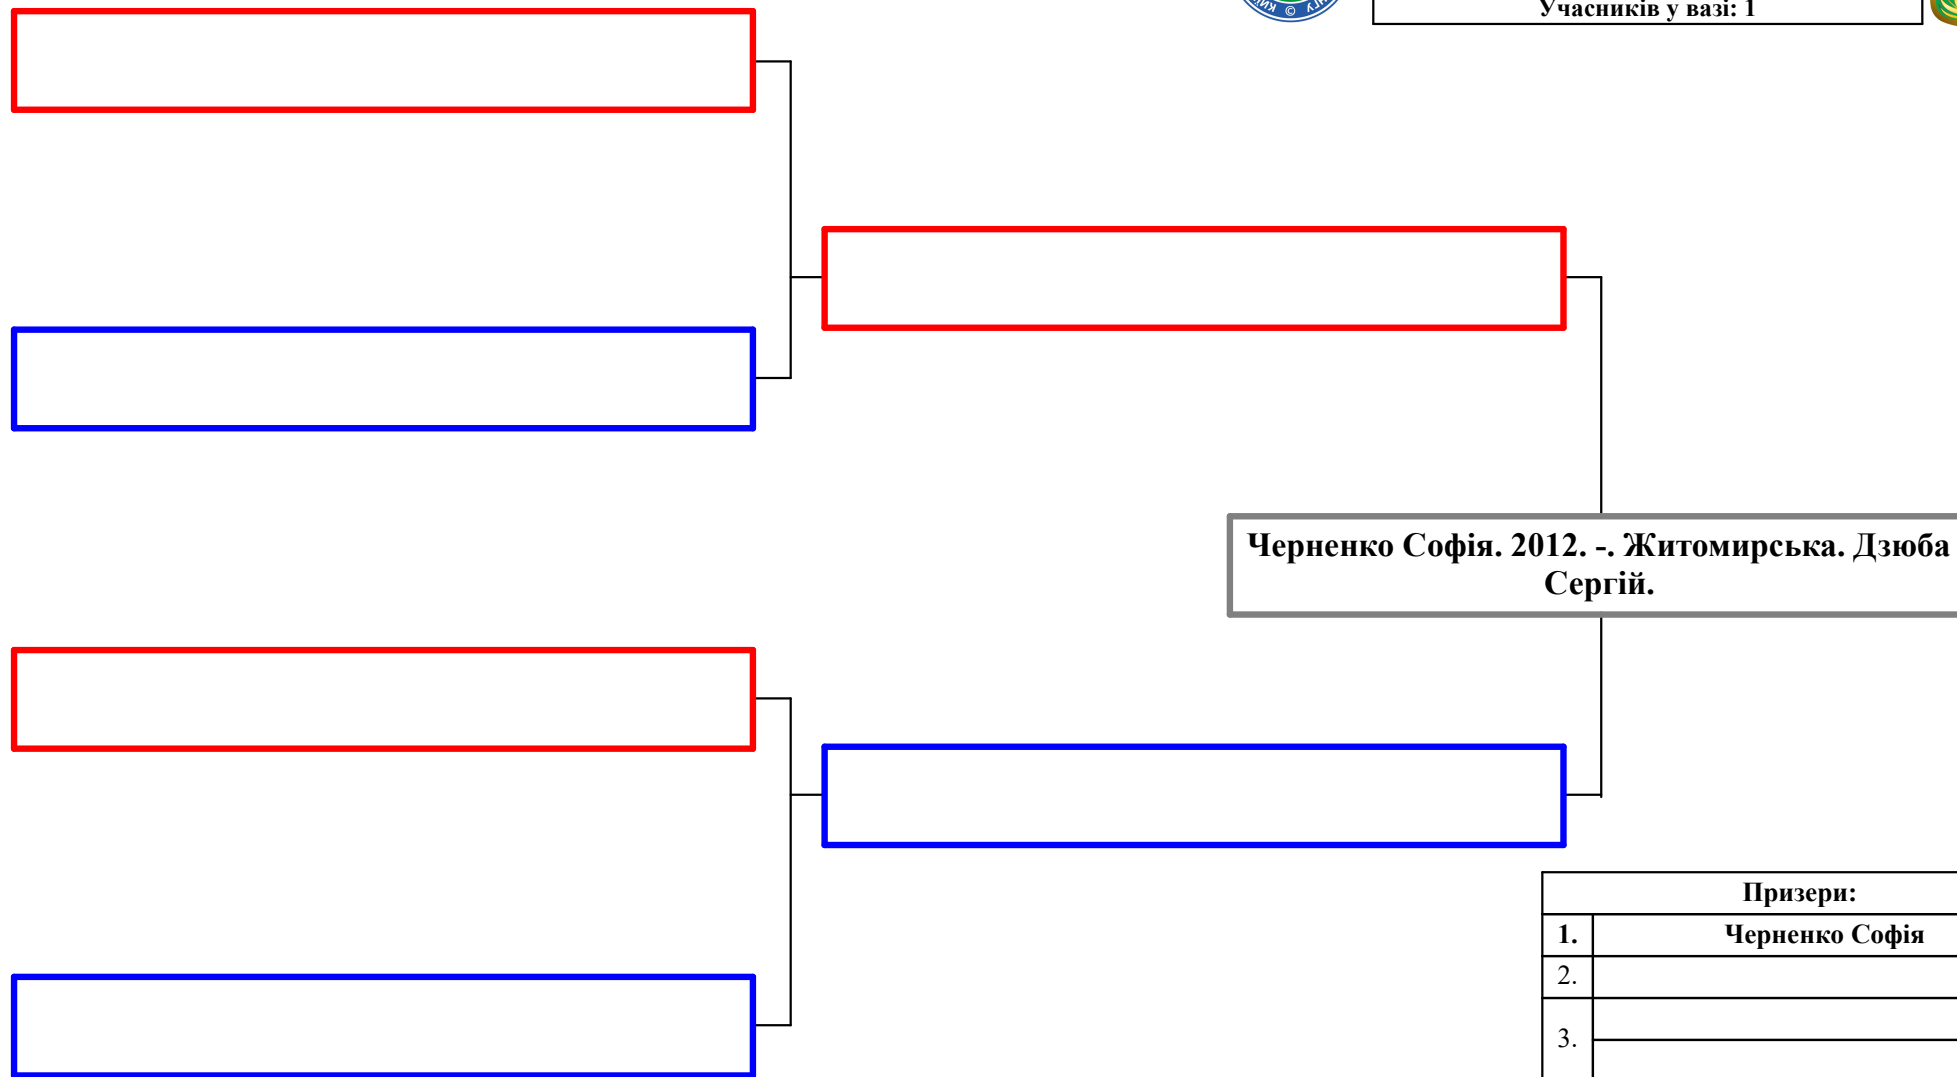 Учасників у вазі: 1
Черненко Софія. 2012. -. Житомирська. Дзюба
Сергій.
Призери:
1. Черненко Софія
2.
3.